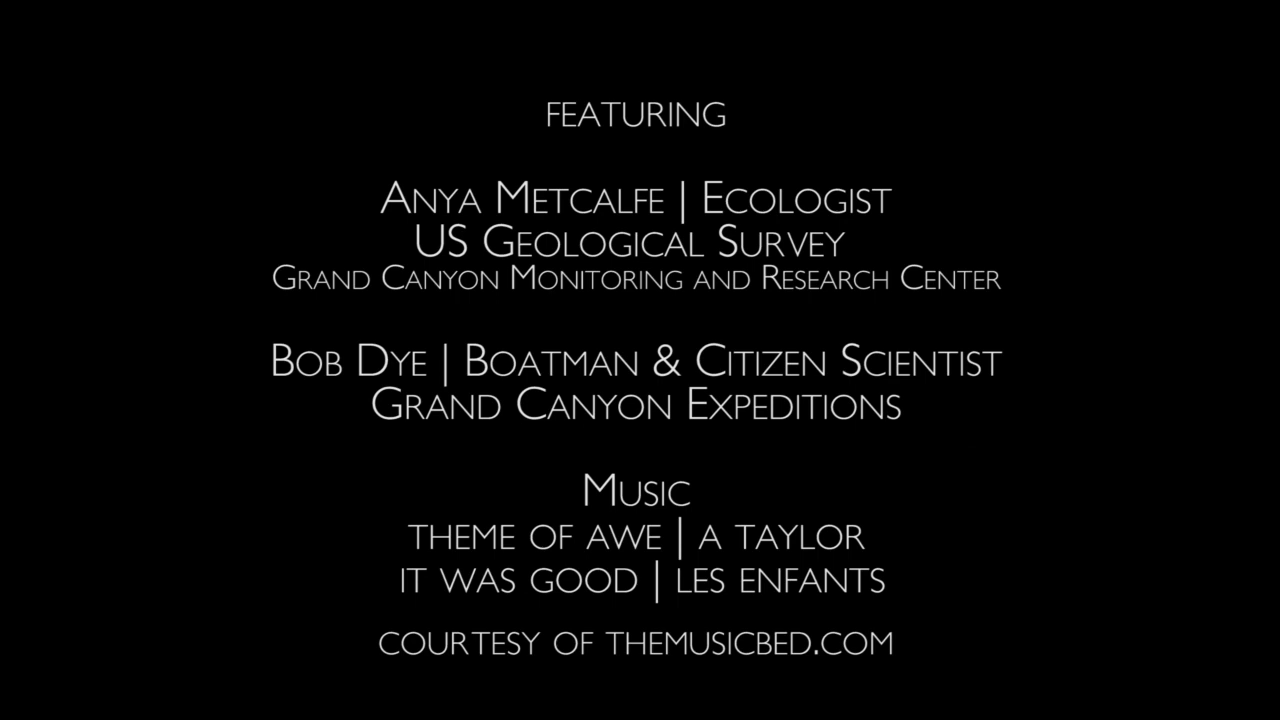 FEATURING
ANYA METCALFE | ECOLOGIST
US GEOLOGICAL SURVEY
GRAND CANYON MONITORING AND RESEARCH CENTER
BOB DYE | BOATMAN & CITIZEN SCIENTIST
GRAND CANYON EXPEDITIONS
MUSIC
THEME OF AWE | A TAYLOR
IT WAS GOOD | LES ENFANTS
COURTESY OF THEMUSICBED.COM